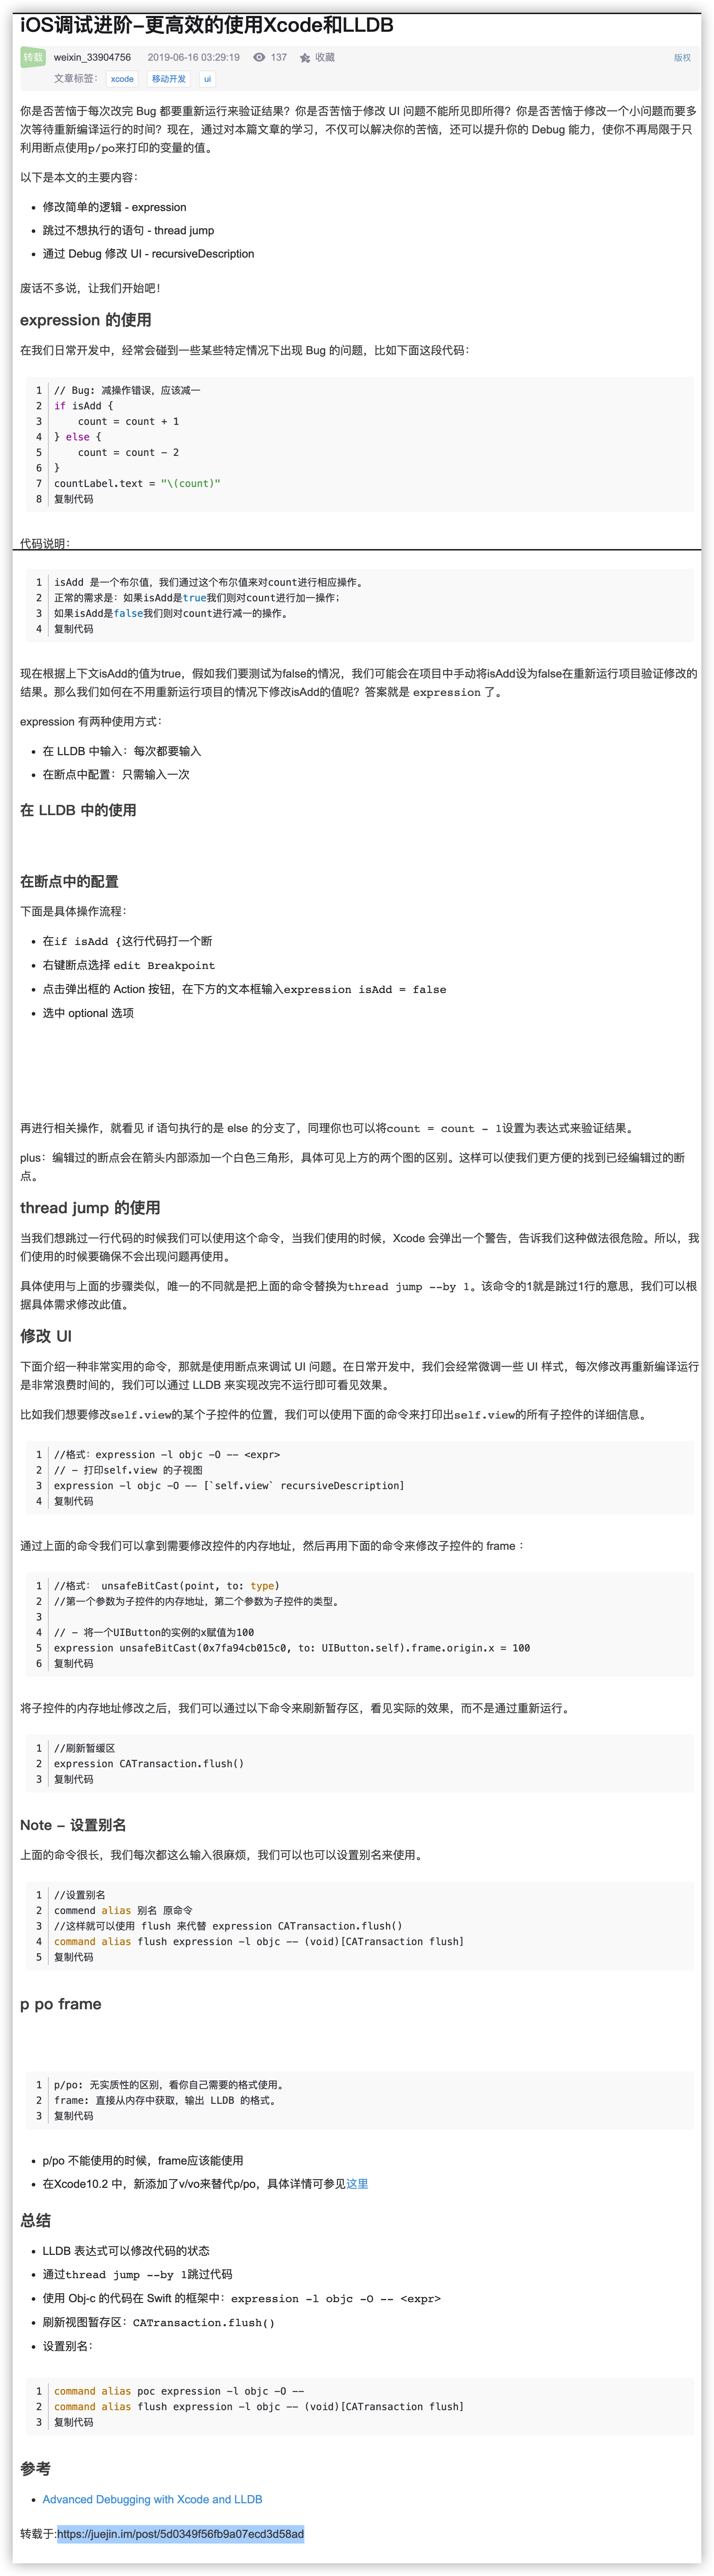 iOS调试进阶-更高效的使用Xcode和LLDB
转载 weixin_33904756 2019-06-16 03:29:19 137 收藏 版权
文章标签： xcode 移动开发 ui
你是否苦恼于每次改完 Bug 都要重新运行来验证结果？你是否苦恼于修改 UI 问题不能所见即所得？你是否苦恼于修改一个小问题而要多
次等待重新编译运行的时间？现在，通过对本篇文章的学习，不仅可以解决你的苦恼，还可以提升你的 Debug 能力，使你不再局限于只
利用断点使用p/po来打印的变量的值。
以下是本文的主要内容：
• 修改简单的逻辑 - expression
• 跳过不想执行的语句 - thread jump
• 通过 Debug 修改 UI - recursiveDescription
废话不多说，让我们开始吧！
expression 的使用
在我们日常开发中，经常会碰到一些某些特定情况下出现 Bug 的问题，比如下面这段代码：
1 // Bug: 减操作错误，应该减一
2 if isAdd {
3     count = count + 1
4 } else {
5     count = count - 2
6 }
7 countLabel.text = "\(count)"
8 复制代码
代码说明：
1 isAdd 是一个布尔值，我们通过这个布尔值来对count进行相应操作。
2 正常的需求是：如果isAdd是true我们则对count进行加一操作；
3 如果isAdd是false我们则对count进行减一的操作。
4 复制代码
现在根据上下文isAdd的值为true，假如我们要测试为false的情况，我们可能会在项目中手动将isAdd设为false在重新运行项目验证修改的
结果。那么我们如何在不用重新运行项目的情况下修改isAdd的值呢？答案就是 expression 了。
expression 有两种使用方式：
• 在 LLDB 中输入：每次都要输入
• 在断点中配置：只需输入一次
在 LLDB 中的使用
在断点中的配置
下面是具体操作流程：
• 在if isAdd {这行代码打一个断
• 右键断点选择 edit Breakpoint
• 点击弹出框的 Action 按钮，在下方的文本框输入expression isAdd = false
• 选中 optional 选项
再进行相关操作，就看见 if 语句执行的是 else 的分支了，同理你也可以将count = count - 1设置为表达式来验证结果。
plus：编辑过的断点会在箭头内部添加一个白色三角形，具体可见上方的两个图的区别。这样可以使我们更方便的找到已经编辑过的断
点。
thread jump 的使用
当我们想跳过一行代码的时候我们可以使用这个命令，当我们使用的时候，Xcode 会弹出一个警告，告诉我们这种做法很危险。所以，我
们使用的时候要确保不会出现问题再使用。
具体使用与上面的步骤类似，唯一的不同就是把上面的命令替换为thread jump --by 1。该命令的1就是跳过1行的意思，我们可以根
据具体需求修改此值。
修改 UI
下面介绍一种非常实用的命令，那就是使用断点来调试 UI 问题。在日常开发中，我们会经常微调一些 UI 样式，每次修改再重新编译运行
是非常浪费时间的，我们可以通过 LLDB 来实现改完不运行即可看见效果。
比如我们想要修改self.view的某个子控件的位置，我们可以使用下面的命令来打印出self.view的所有子控件的详细信息。
1 //格式：expression -l objc -O -- <expr>
2 // - 打印self.view 的子视图
3 expression -l objc -O -- [`self.view` recursiveDescription]
4 复制代码
通过上面的命令我们可以拿到需要修改控件的内存地址，然后再用下面的命令来修改子控件的 frame ：
1 //格式： unsafeBitCast(point, to: type)
2 //第一个参数为子控件的内存地址，第二个参数为子控件的类型。
3
4 // - 将一个UIButton的实例的x赋值为100
5 expression unsafeBitCast(0x7fa94cb015c0, to: UIButton.self).frame.origin.x = 100
6 复制代码
将子控件的内存地址修改之后，我们可以通过以下命令来刷新暂存区，看见实际的效果，而不是通过重新运行。
1 //刷新暂缓区
2 expression CATransaction.flush()
3 复制代码
Note - 设置别名
上面的命令很长，我们每次都这么输入很麻烦，我们可以也可以设置别名来使用。
1 //设置别名
2 commend alias 别名 原命令
3 //这样就可以使用 flush 来代替 expression CATransaction.flush()
4 command alias flush expression -l objc -- (void)[CATransaction flush]
5 复制代码
p po frame
1 p/po: 无实质性的区别，看你自己需要的格式使用。
2 frame: 直接从内存中获取，输出 LLDB 的格式。
3 复制代码
• p/po 不能使用的时候，frame应该能使用
• 在Xcode10.2 中，新添加了v/vo来替代p/po，具体详情可参见这里
总结
• LLDB 表达式可以修改代码的状态
• 通过thread jump --by 1跳过代码
• 使用 Obj-c 的代码在 Swift 的框架中：expression -l objc -O -- <expr>
• 刷新视图暂存区：CATransaction.flush()
• 设置别名：
1 command alias poc expression -l objc -O --
2 command alias flush expression -l objc -- (void)[CATransaction flush]
3 复制代码
参考
• Advanced Debugging with Xcode and LLDB
转载于:https://juejin.im/post/5d0349f56fb9a07ecd3d58ad